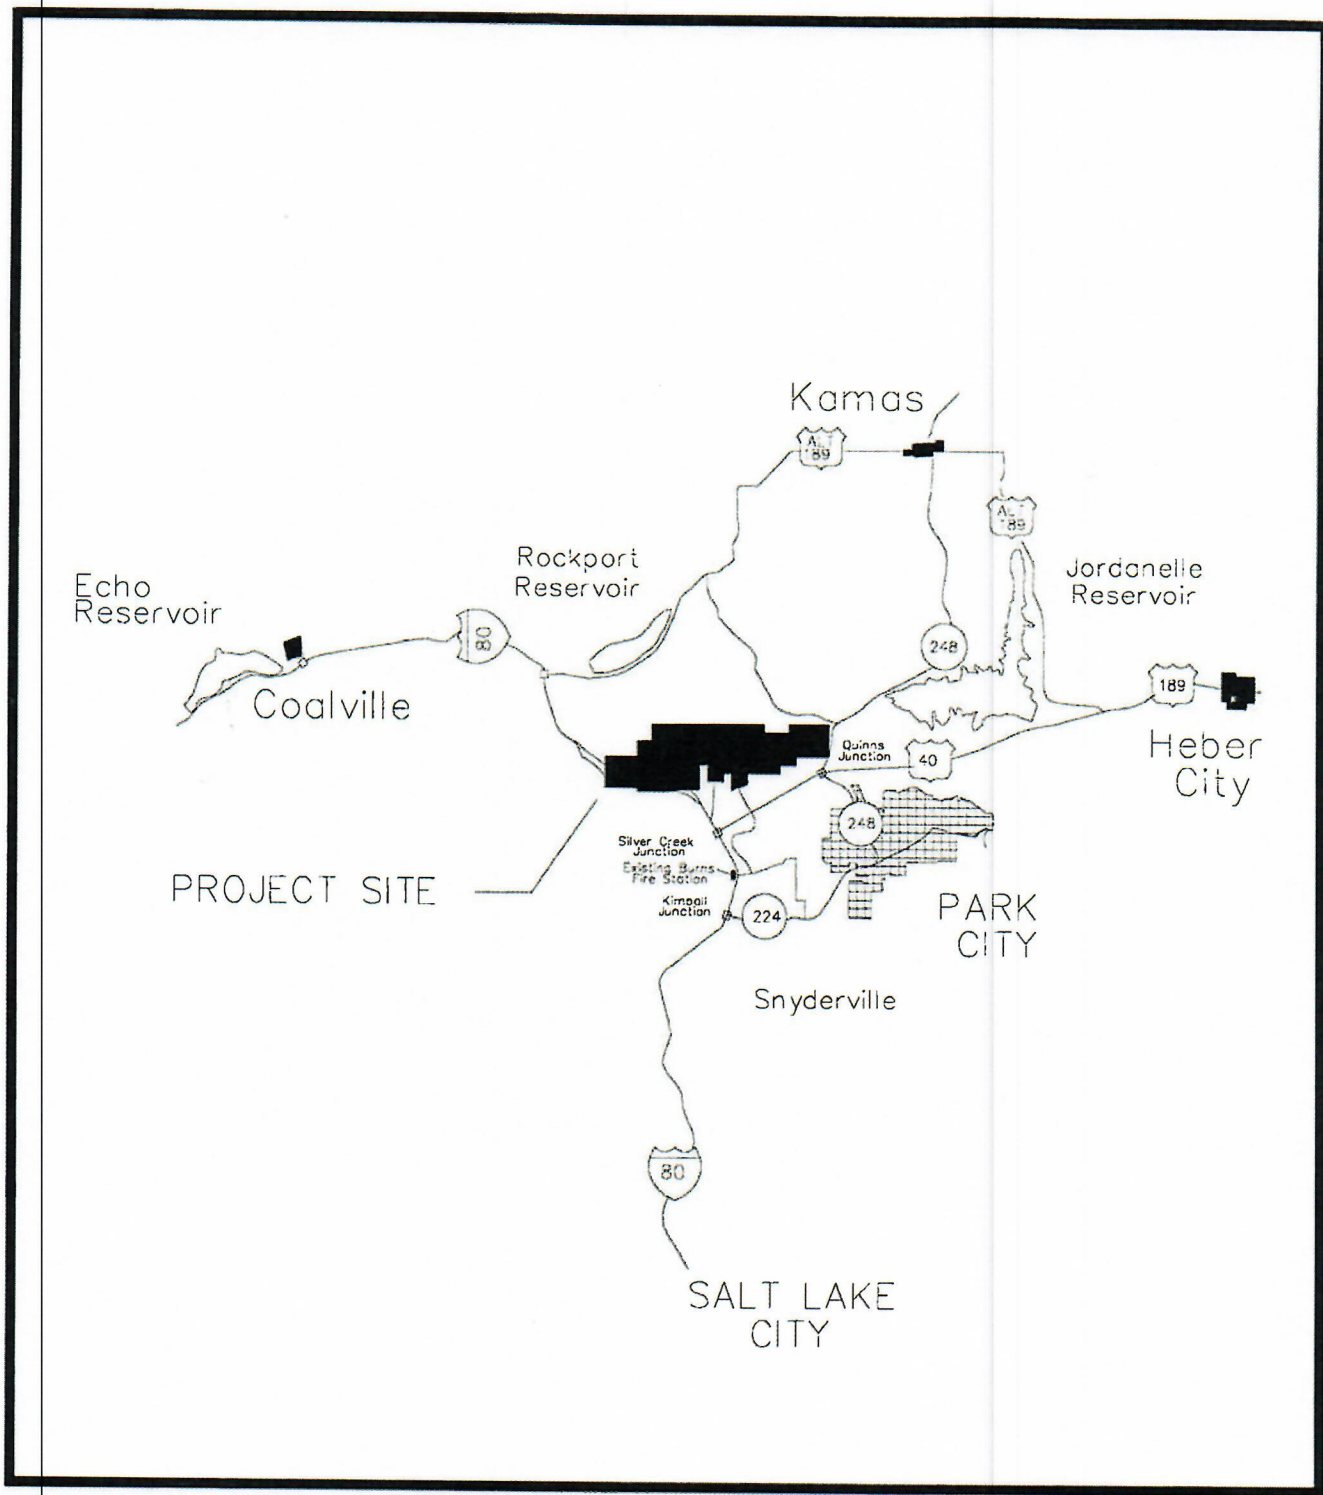 Kamas
ALT
189
ALT
189
Rockport
Reservoir
Jordanelle
Reservoir
Echo
Reservoir
80
248
189
Coalville
Heber
City
Quinns
Junction
40
248
Silver Creek
Junction
Existing Burns
Fire Station
Kimball
Junction
224
PROJECT SITE
PARK
CITY
Snyderville
80
SALT LAKE
CITY